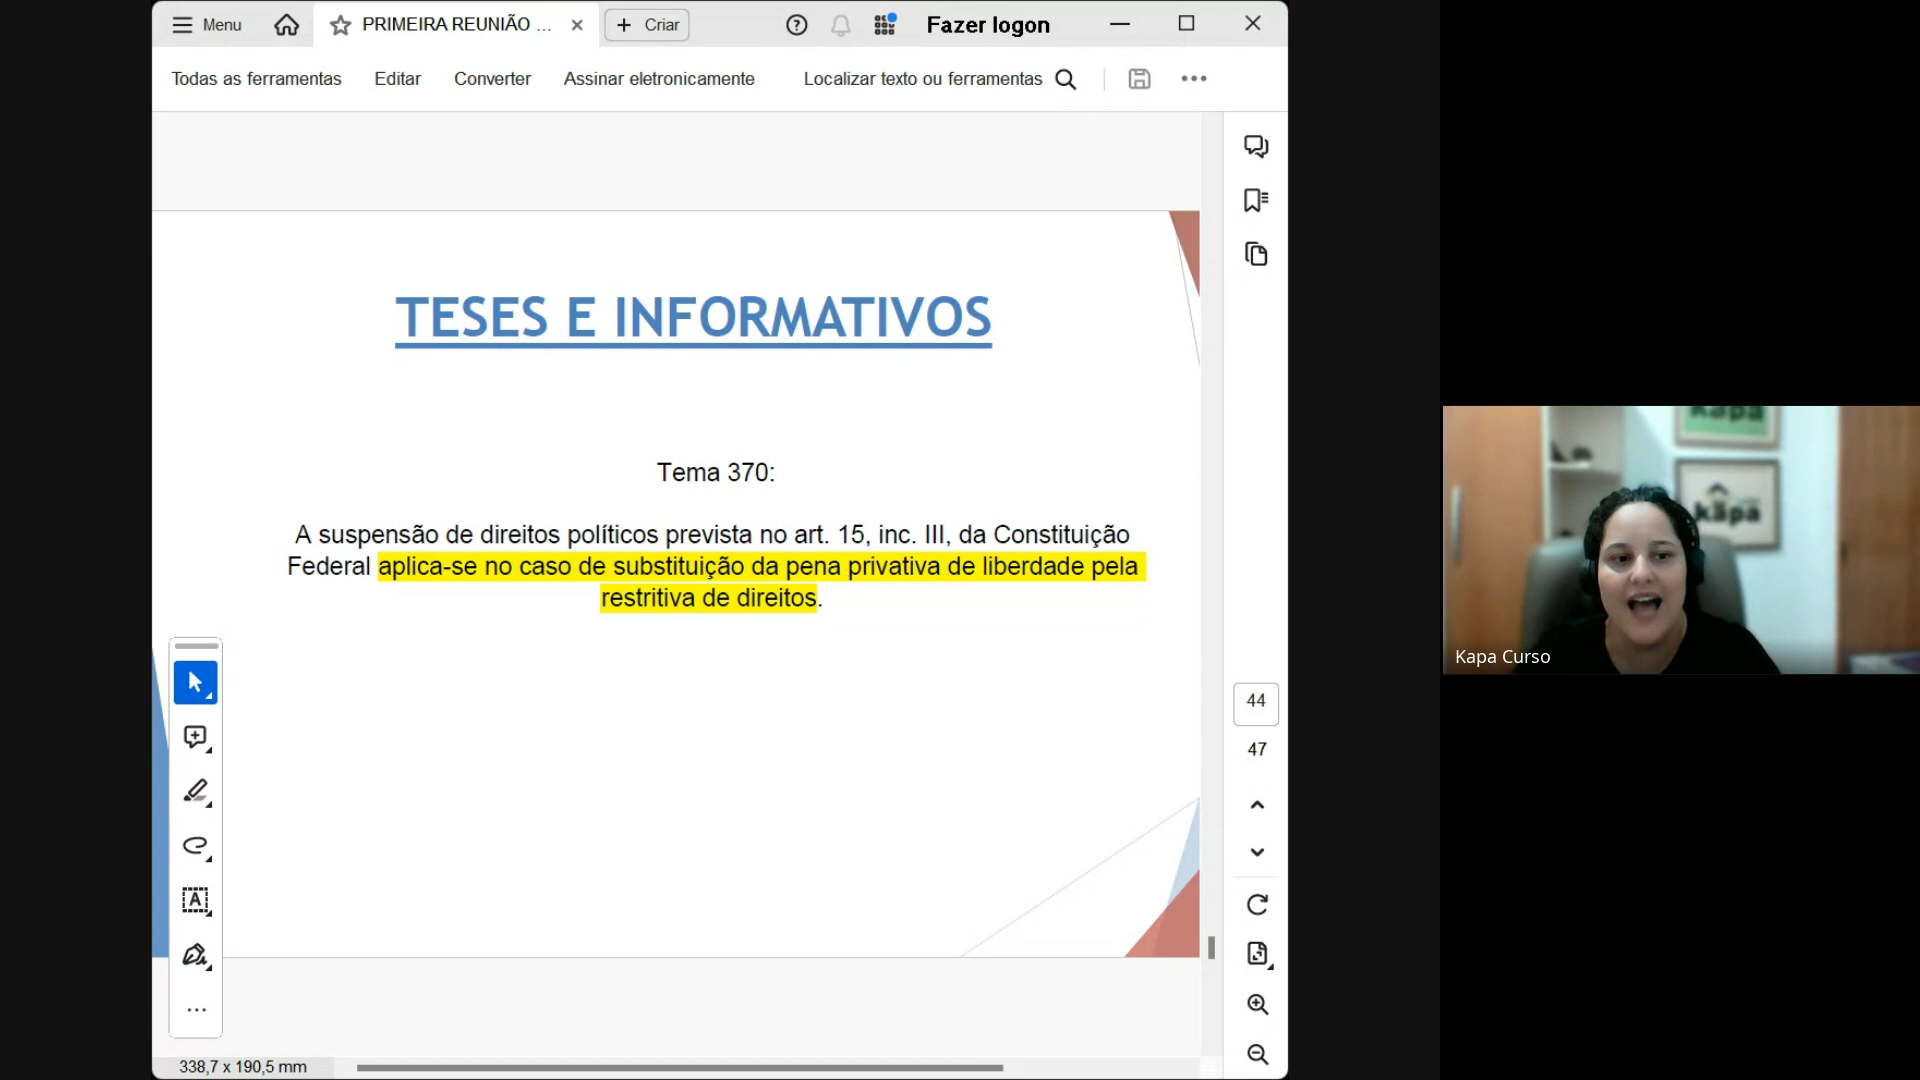 Menu
PRIMEIRA REUNIÃO ...
Criar
Fazer logon
Todas as ferramentas
Editar
Converter
Assinar eletronicamente
Localizar texto ou ferramentas
TESES E INFORMATIVOS
Tema 370:
A suspensão de direitos políticos prevista no art. 15, inc. III, da Constituição
Federal aplica-se no caso de substituição da pena privativa de liberdade pela
restritiva de direitos.
44
47
338,7 x 190,5 mm
kapa
kapa
Kapa Curso